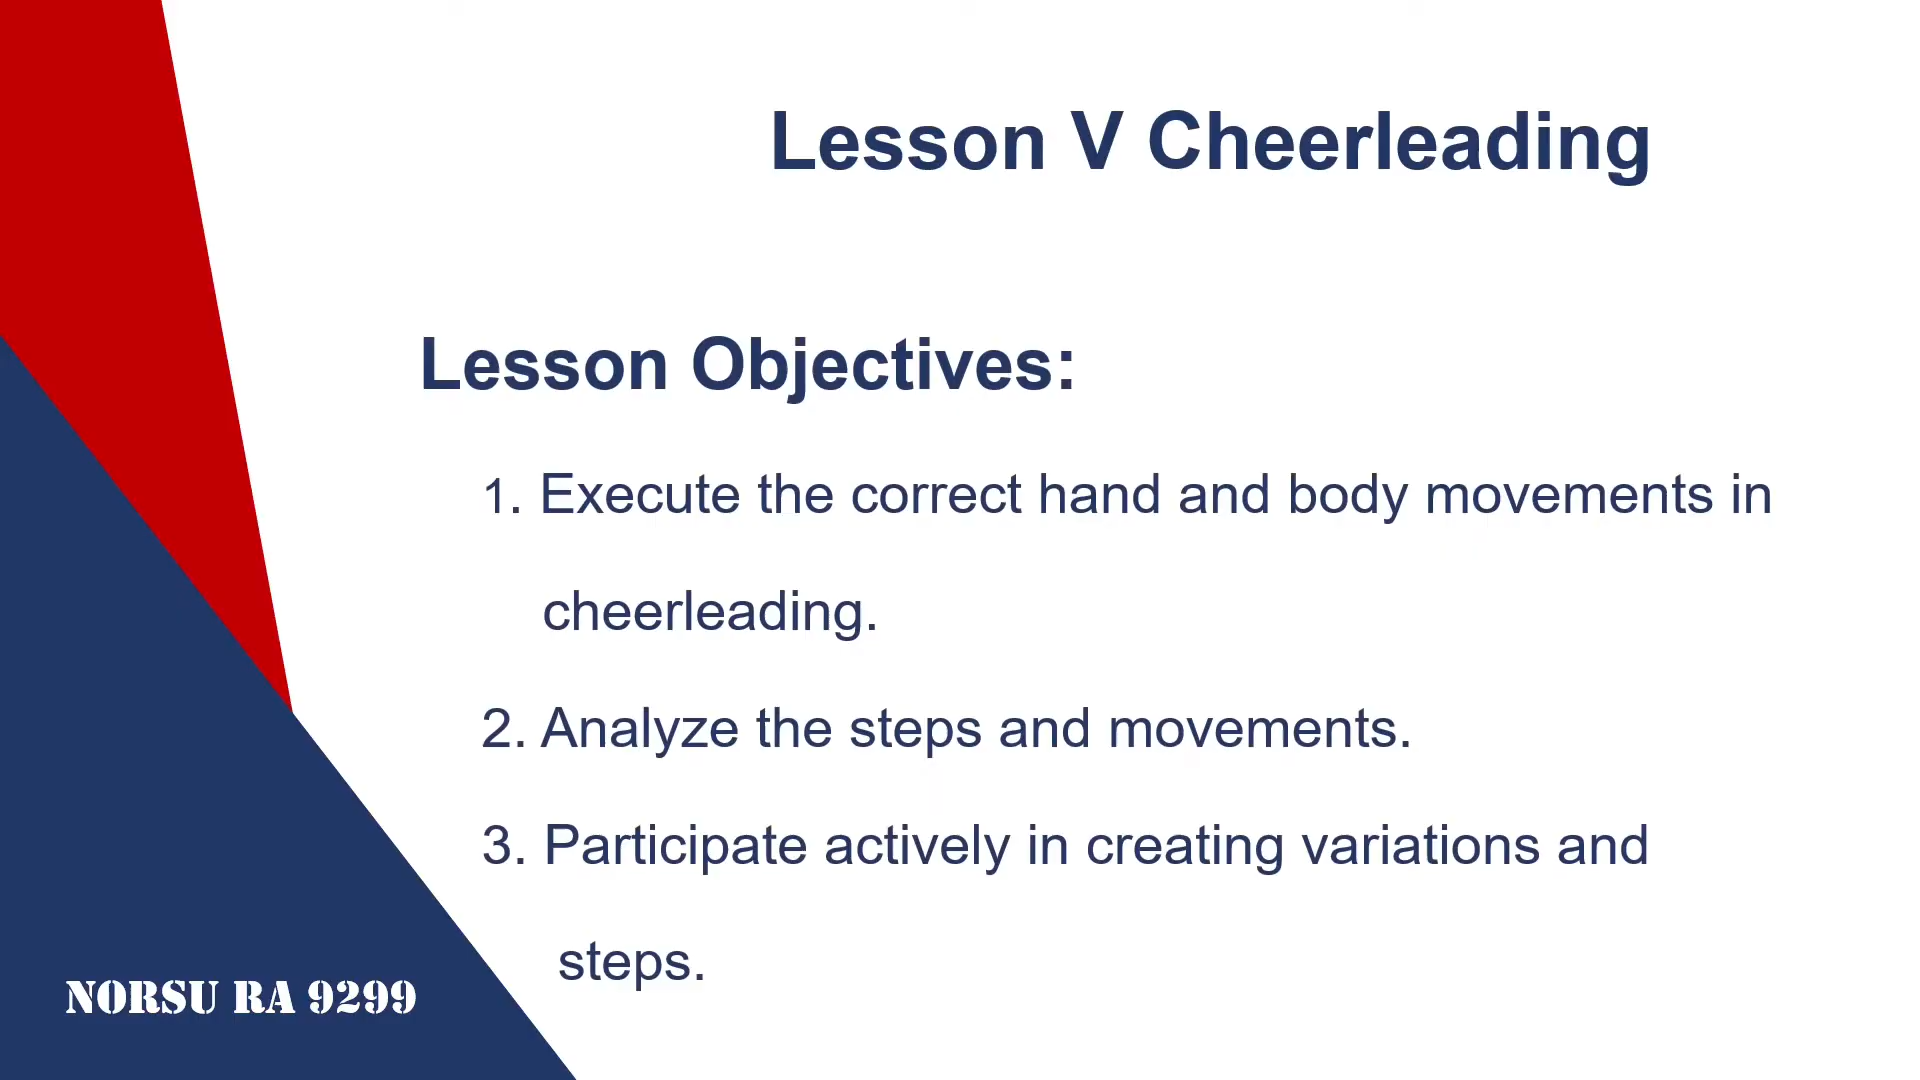 Lesson V Cheerleading
Lesson Objectives:
1. Execute the correct hand and body movements in
cheerleading.
2. Analyze the steps and movements.
3. Participate actively in creating variations and
steps.
NORSU RA 9299